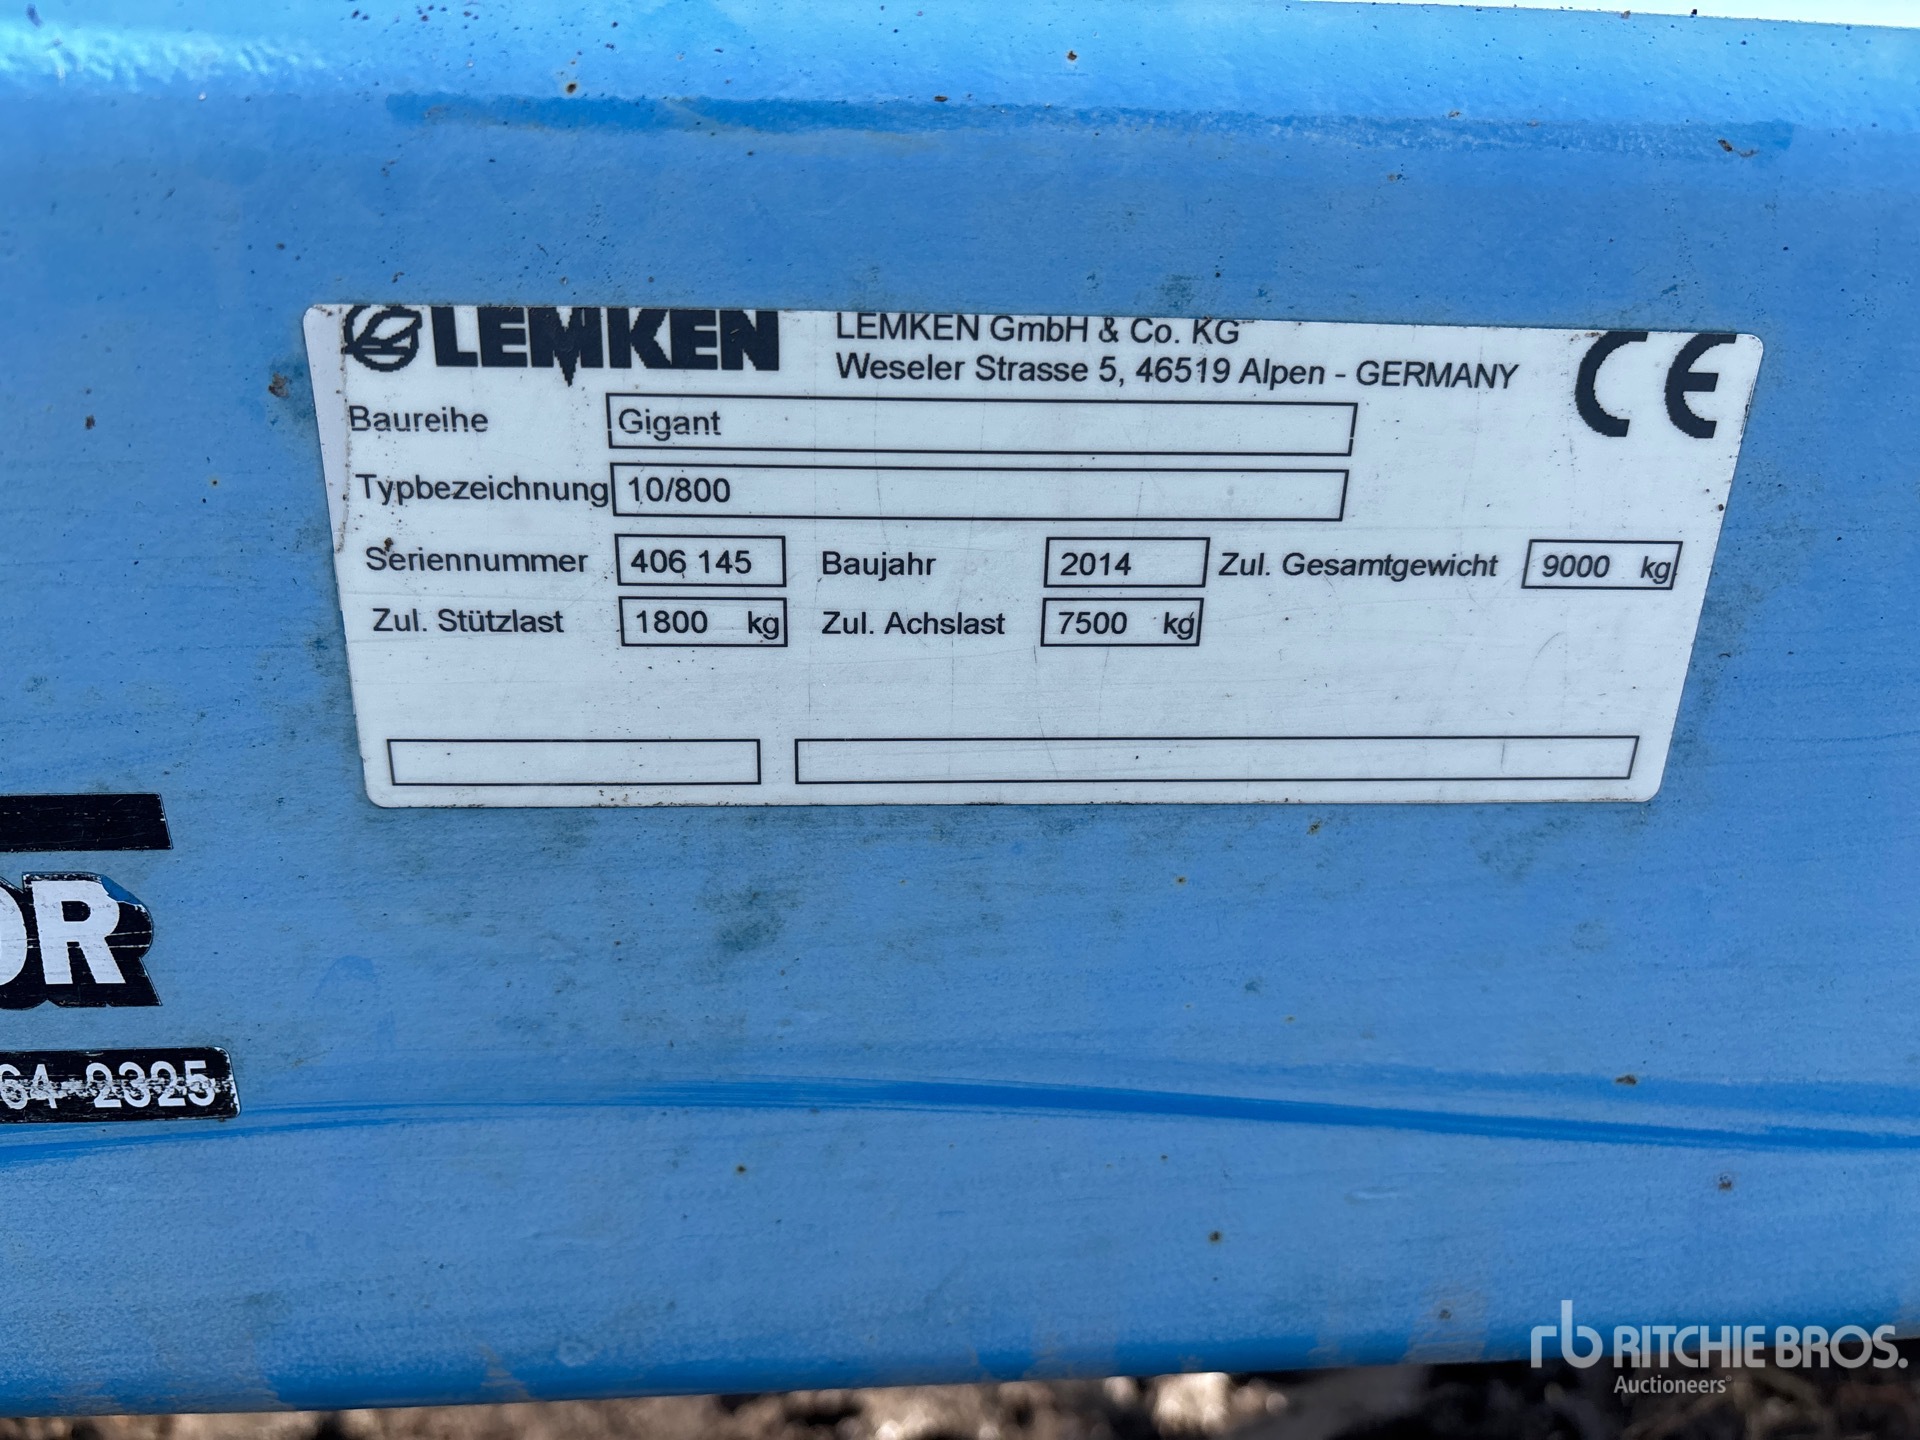 LEMKEN
LEMKEN GmbH & Co. KG
Weseler Strasse 5, 46519 Alpen - GERMANY
CE
Baureihe Gigant
Typbezeichnung 10/800
Seriennummer 406 145 Baujahr 2014 Zul. Gesamtgewicht 9000 kg
Zul. Stützlast 1800 kg Zul. Achslast 7500 kg
OR
64-2325
rb RITCHIE BROS.
Auctioneers